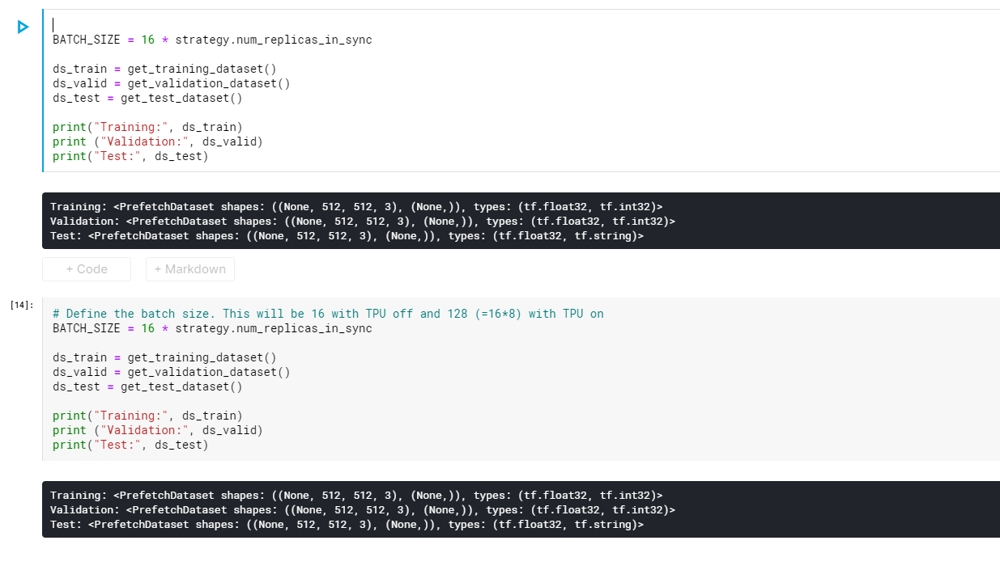 BATCH_SIZE = 16 * strategy.num_replicas_in_sync
ds_train = get_training_dataset()
ds_valid = get_validation_dataset()
ds_test = get_test_dataset()
print("Training:", ds_train)
print ("Validation:", ds_valid)
print("Test:", ds_test)
Training: <PrefetchDataset shapes: ((None, 512, 512, 3), (None,)), types: (tf.float32, tf.int32)>
Validation: <PrefetchDataset shapes: ((None, 512, 512, 3), (None,)), types: (tf.float32, tf.int32)>
Test: <PrefetchDataset shapes: ((None, 512, 512, 3), (None,)), types: (tf.float32, tf.string)>
+ Code + Markdown
[14]:
# Define the batch size. This will be 16 with TPU off and 128 (=16*8) with TPU on
BATCH_SIZE = 16 * strategy.num_replicas_in_sync
ds_train = get_training_dataset()
ds_valid = get_validation_dataset()
ds_test = get_test_dataset()
print("Training:", ds_train)
print ("Validation:", ds_valid)
print("Test:", ds_test)
Training: <PrefetchDataset shapes: ((None, 512, 512, 3), (None,)), types: (tf.float32, tf.int32)>
Validation: <PrefetchDataset shapes: ((None, 512, 512, 3), (None,)), types: (tf.float32, tf.int32)>
Test: <PrefetchDataset shapes: ((None, 512, 512, 3), (None,)), types: (tf.float32, tf.string)>